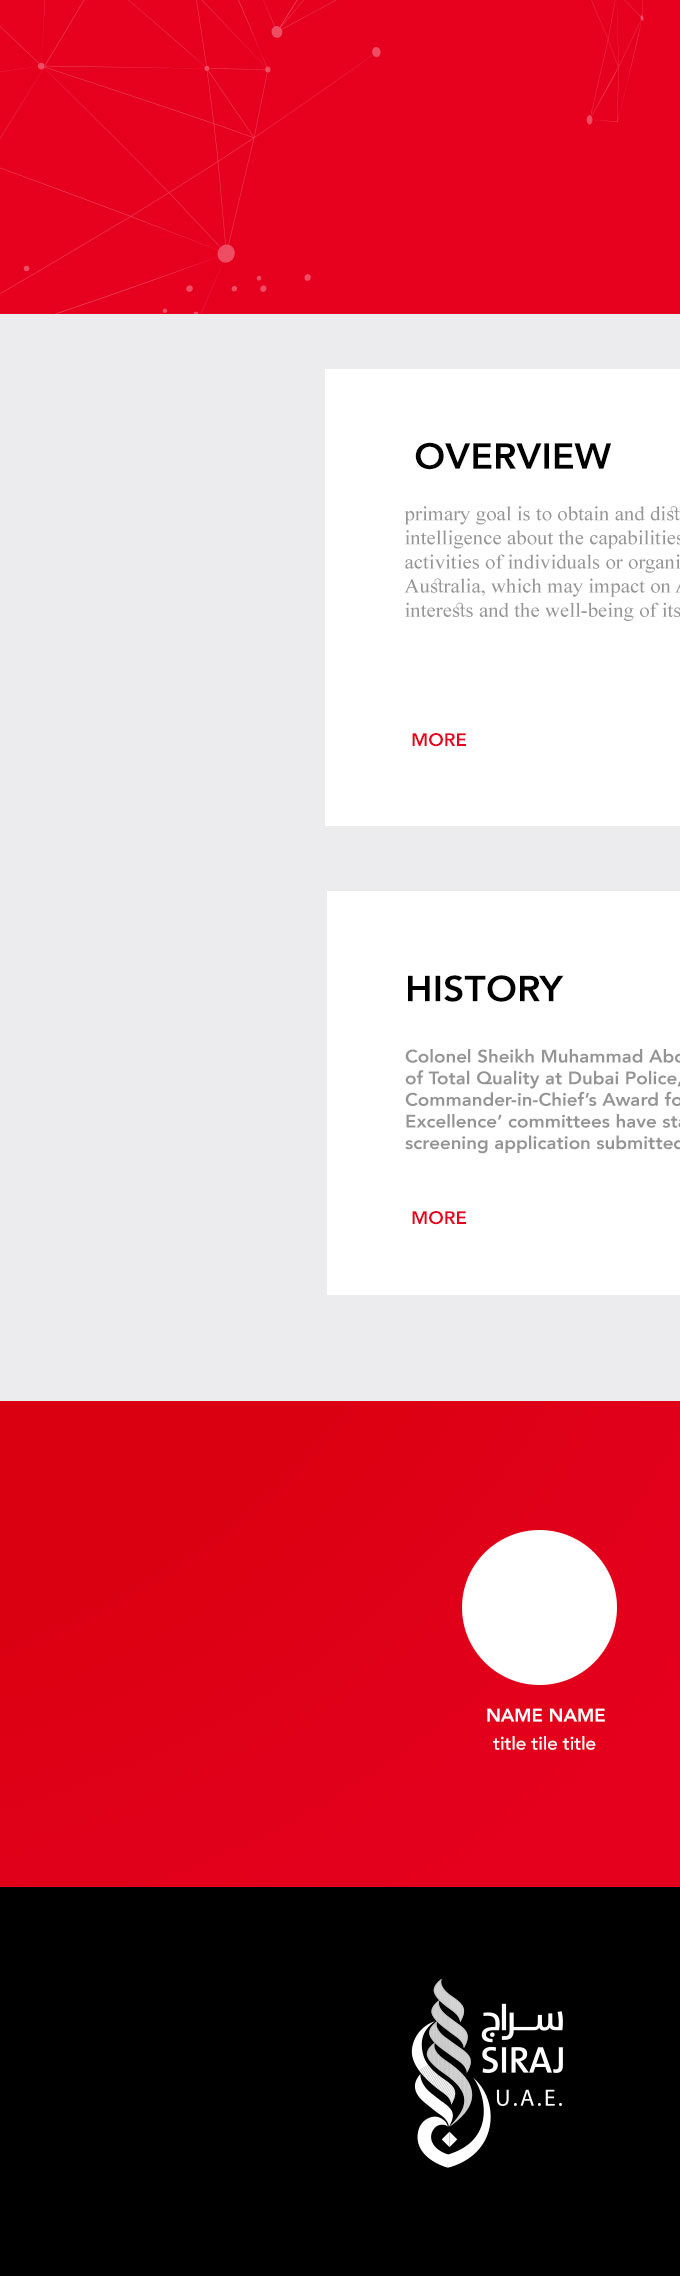 OVERVIEW
primary goal is to obtain and dist
intelligence about the capabilities
activities of individuals or organi
Australia, which may impact on A
interests and the well-being of its
MORE
HISTORY
Colonel Sheikh Muhammad Abd
of Total Quality at Dubai Police,
Commander-in-Chief’s Award fo
Excellence’ committees have sta
screening application submitted
MORE
NAME NAME
title tile title
سراج
SIRAJ
U.A.E.